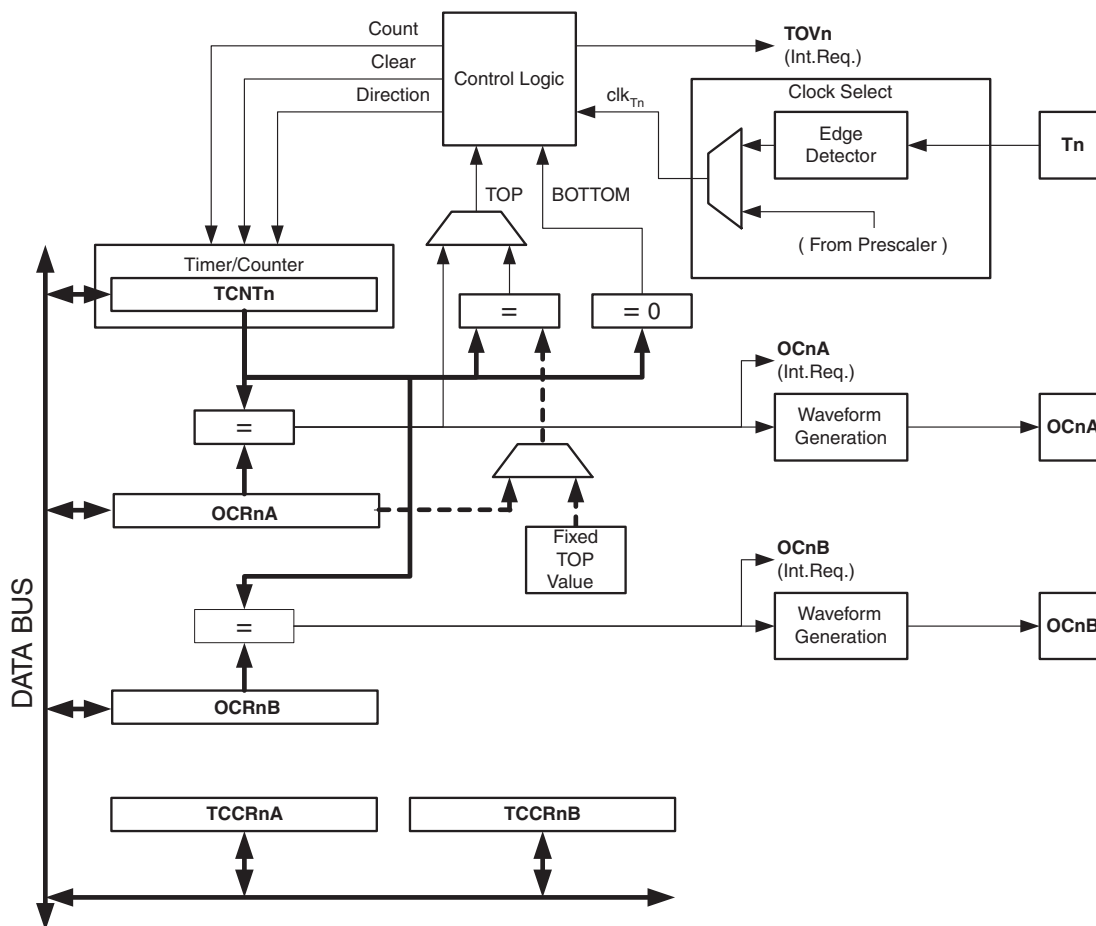 Count
Clear
Direction
Control Logic
TOVn
(Int.Req.)
clkTn
Clock Select
Edge
Detector
Tn
( From Prescaler )
TOP
BOTTOM
Timer/Counter
TCNTn
=
= 0
OCnA
(Int.Req.)
=
Waveform
Generation
OCnA
OCRnA
Fixed
TOP
Value
OCnB
(Int.Req.)
=
Waveform
Generation
OCnB
OCRnB
DATA BUS
TCCRnA
TCCRnB